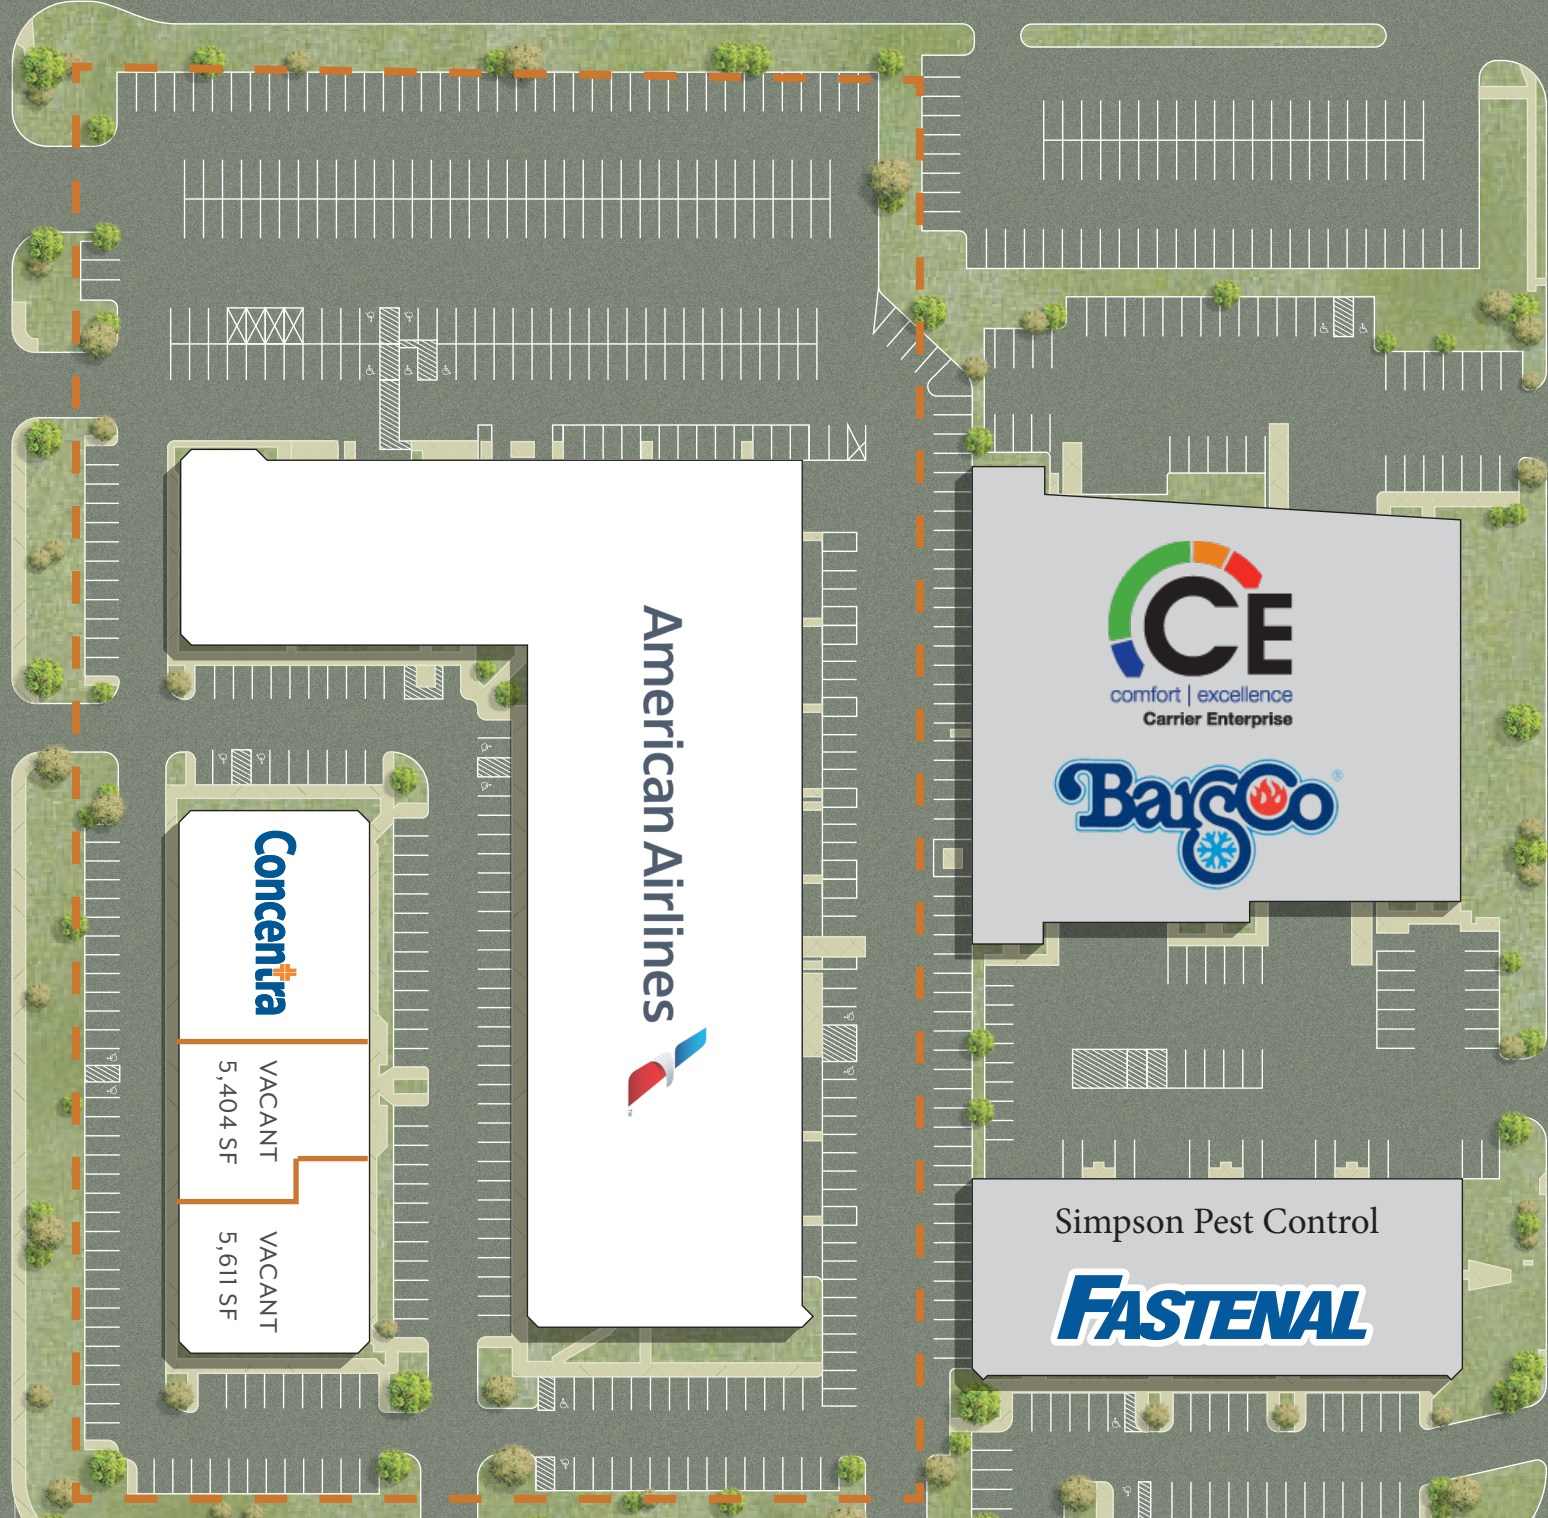 American Airlines
™
CE
comfort | excellence
Carrier Enterprise
BarsCo
®
Concentra
VACANT
5,404 SF
VACANT
5,611 SF
Simpson Pest Control
FASTENAL